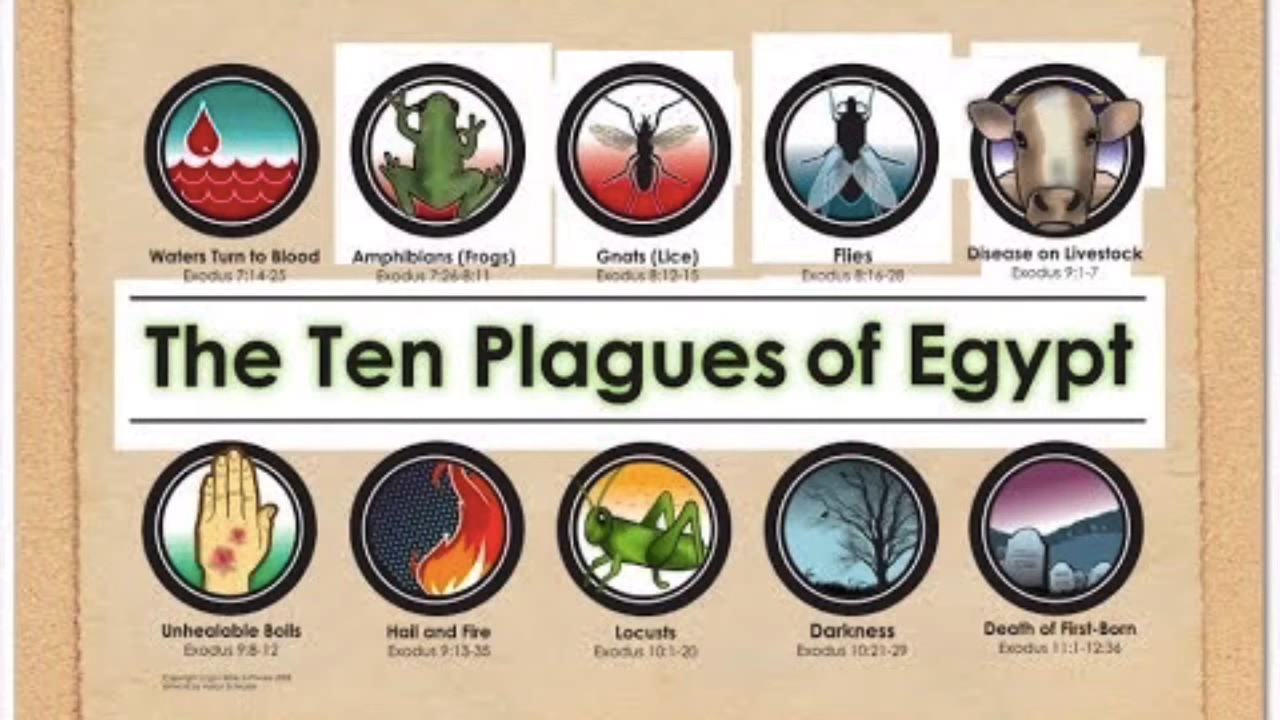 Waters Turn to Blood
Exodus 7:14-25
Amphibians (Frogs)
Exodus 7:26-8:11
Gnats (Lice)
Exodus 8:12-15
Flies
Exodus 8:16-28
Disease on Livestock
Exodus 9:1-7
The Ten Plagues of Egypt
Unhealable Boils
Exodus 9:8-12
Hail and Fire
Exodus 9:13-35
Locusts
Exodus 10:1-20
Darkness
Exodus 10:21-29
Death of First-Born
Exodus 11:1-12:36
Copyright